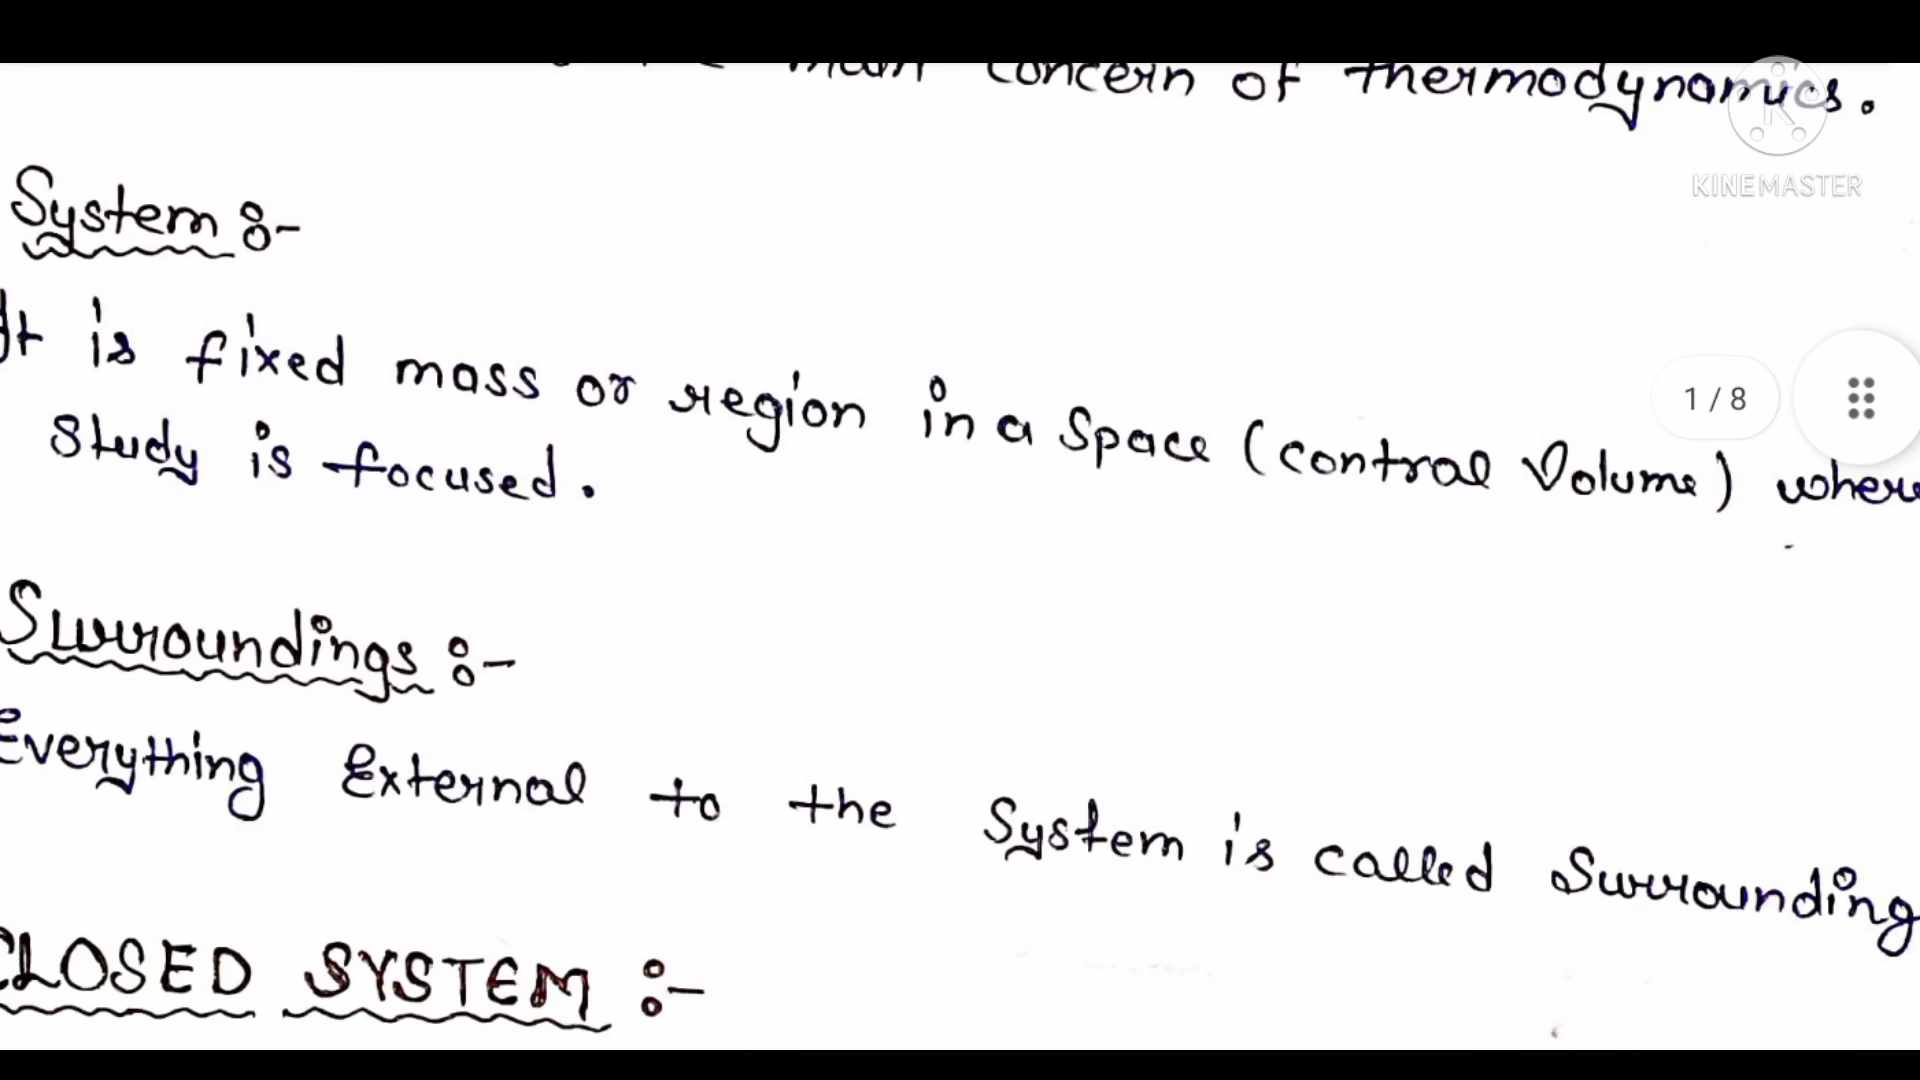 main concern of thermodynamics.
KINEMASTER
System :-
It is fixed mass or region in a Space (control Volume) where
1 / 8
Study is focused.
Surroundings :-
Everything External to the System is called Surrounding
CLOSED SYSTEM :-